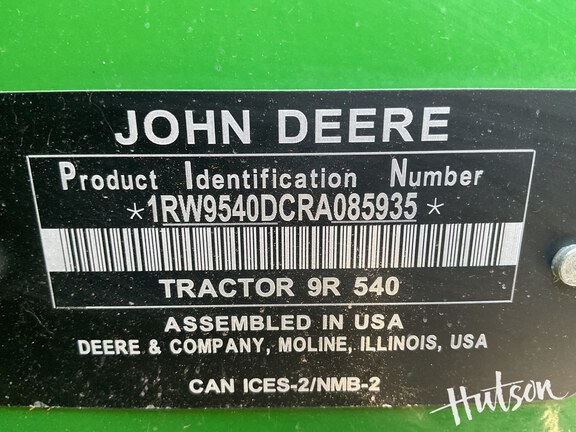 JOHN DEERE
Product Identification Number
*1RW9540DCRA085935*
TRACTOR 9R 540
ASSEMBLED IN USA
DEERE & COMPANY, MOLINE, ILLINOIS, USA
CAN ICES-2/NMB-2
Hutson